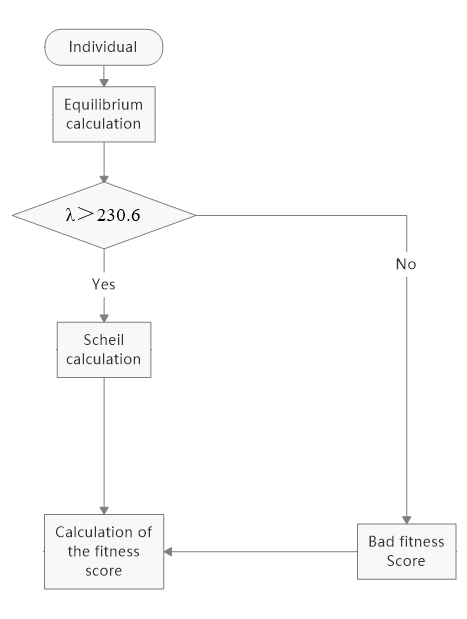 Individual
Equilibrium
calculation
λ＞230.6
No
Yes
Scheil
calculation
Calculation of
the fitness
score
Bad fitness
Score